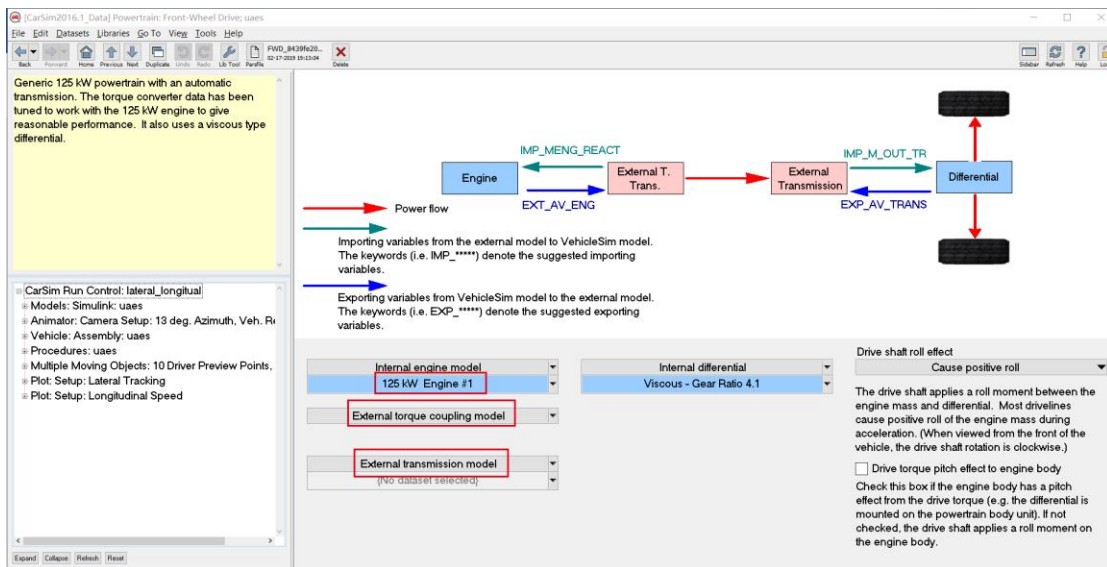 [CarSim2016.1_Data] Powertrain: Front-Wheel Drive; uaes
File Edit Datasets Libraries Go To View Tools Help
Back Forward Home Previous Next Duplicate Undo Redo Lib Tool Parsfile
FWD_8439fe20...
02-17-2019 19:13:04
Delete Sidebar Refresh Help
Generic 125 kW powertrain with an automatic
transmission. The torque converter data has been
tuned to work with the 125 kW engine to give
reasonable performance. It also uses a viscous type
differential.
CarSim Run Control: lateral_longitual
Models: Simulink: uaes
Animator: Camera Setup: 13 deg. Azimuth, Veh. Re
Vehicle: Assembly: uaes
Procedures: uaes
Multiple Moving Objects: 10 Driver Preview Points,
Plot: Setup: Lateral Tracking
Plot: Setup: Longitudinal Speed
Expand Collapse Refresh Reset
IMP_MENG_REACT
IMP_M_OUT_TR
Engine
External T.
Trans.
External
Transmission
Differential
EXT_AV_ENG
EXP_AV_TRANS
Power flow
Importing variables from the external model to VehicleSim model.
The keywords (i.e. IMP_*****) denote the suggested importing
variables.
Exporting variables from VehicleSim model to the external model.
The keywords (i.e. EXP_*****) denote the suggested exporting
variables.
Internal engine model
125 kW Engine #1
External torque coupling model
External transmission model
{No dataset selected}
Internal differential
Viscous - Gear Ratio 4.1
Drive shaft roll effect
Cause positive roll
The drive shaft applies a roll moment between the
engine mass and differential. Most drivelines
cause positive roll of the engine mass during
acceleration. (When viewed from the front of the
vehicle, the drive shaft rotation is clockwise.)
Drive torque pitch effect to engine body
Check this box if the engine body has a pitch
effect from the drive torque (e.g. the differential is
mounted on the powertrain body unit). If not
checked, the drive shaft applies a roll moment on
the engine body.